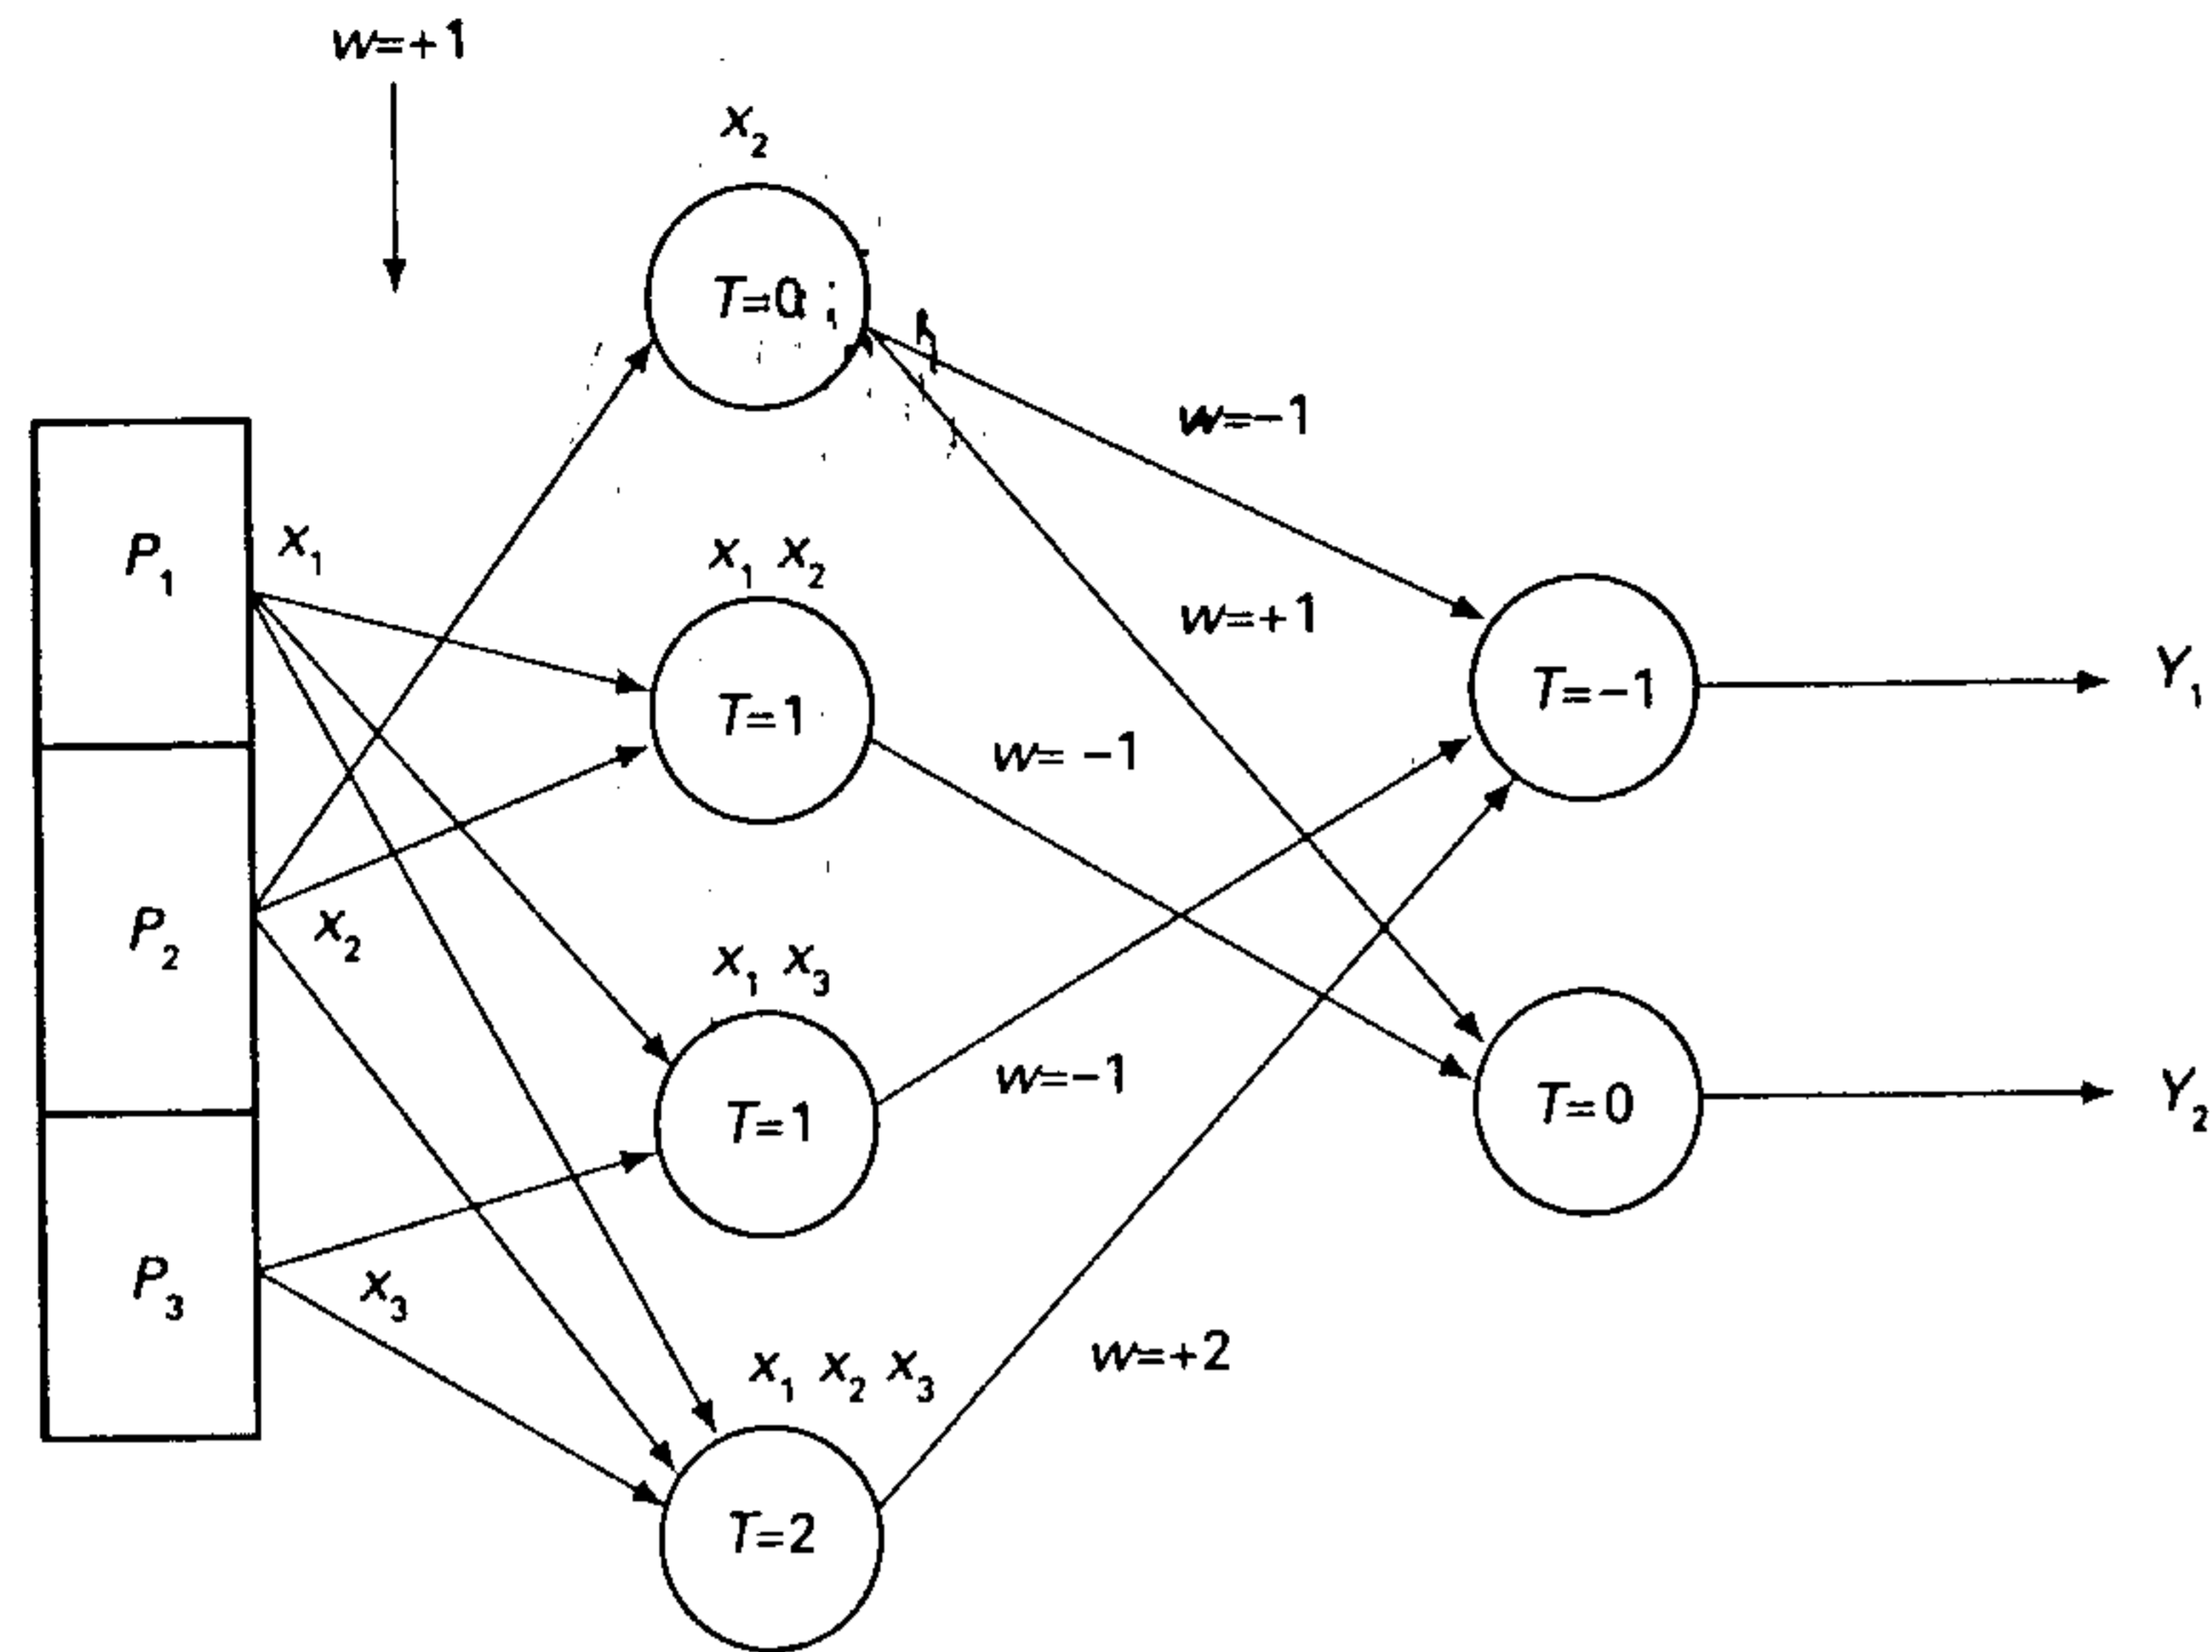 w=+1
x₂
T=0
w=−1
P₁
x₁
x₁ x₂
w=+1
T=1
T=−1
Y₁
w= −1
P₂
x₂
x₁ x₃
w=−1
T=1
T=0
Y₂
P₃
x₃
x₁ x₂ x₃
w=+2
T=2